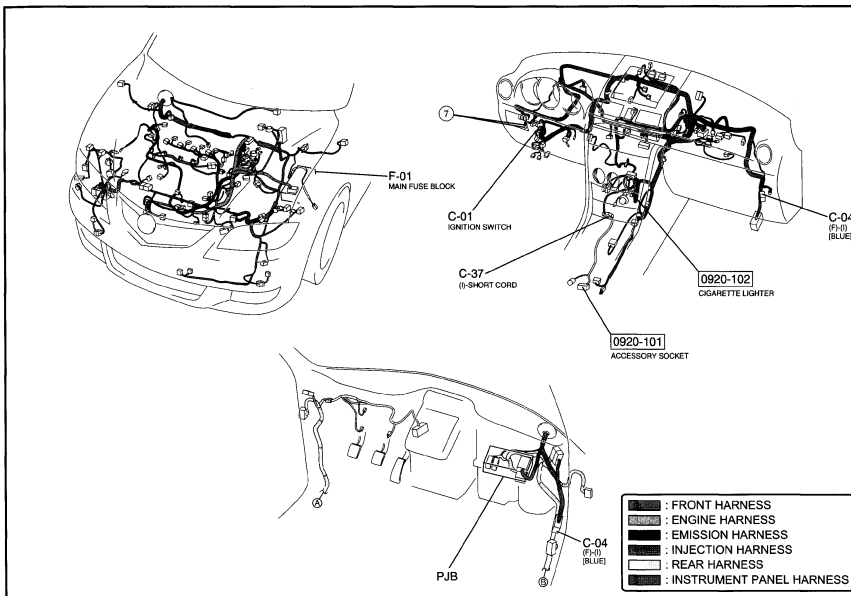 F-01
MAIN FUSE BLOCK
7
C-01
IGNITION SWITCH
C-04
(F)-(I)
[BLUE]
C-37
(I)-SHORT CORD
0920-102
CIGARETTE LIGHTER
0920-101
ACCESSORY SOCKET
A
PJB
C-04
(F)-(I)
[BLUE]
B
: FRONT HARNESS
: ENGINE HARNESS
: EMISSION HARNESS
: INJECTION HARNESS
: REAR HARNESS
: INSTRUMENT PANEL HARNESS